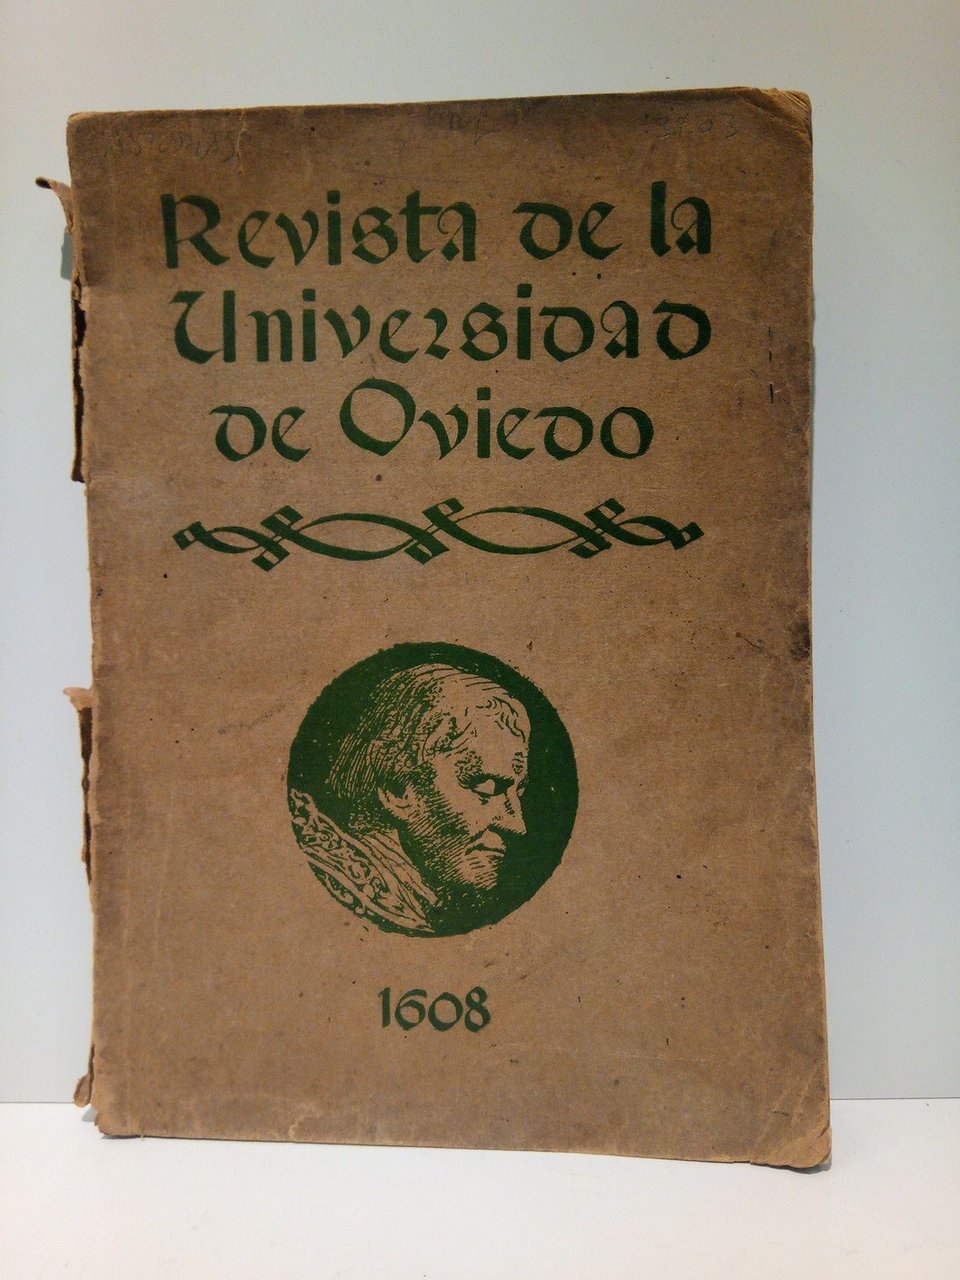 Revista de la
Universidad
de Oviedo
1608